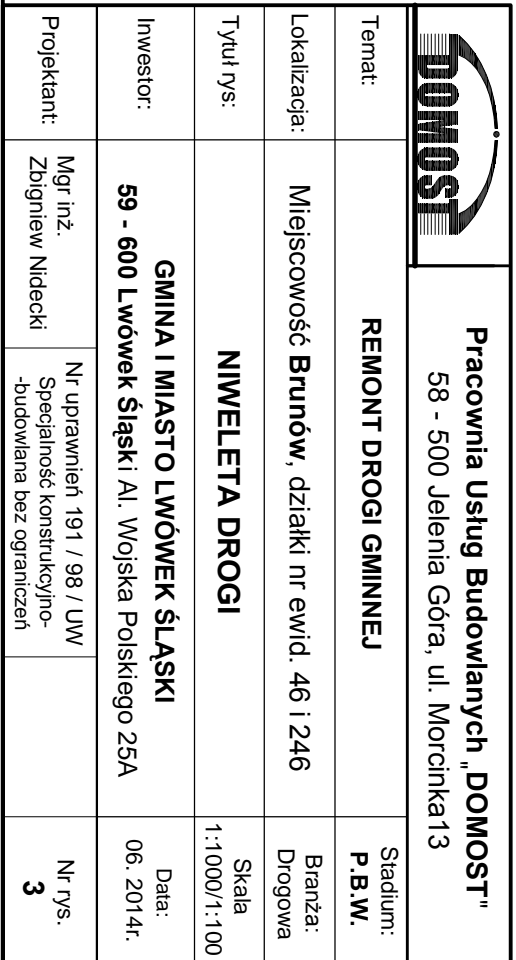 DOMOST
Pracownia Usług Budowlanych „DOMOST"
58 - 500 Jelenia Góra, ul. Morcinka13
Temat:
REMONT DROGI GMINNEJ
Stadium:
P.B.W.
Lokalizacja:
Miejscowość Brunów, działki nr ewid. 46 i 246
Branża:
Drogowa
Tytuł rys:
NIWELETA DROGI
Skala
1:1000/1:100
Inwestor:
GMINA I MIASTO LWÓWEK ŚLĄSKI
59 - 600 Lwówek Śląski Al. Wojska Polskiego 25A
Data:
06. 2014r.
Projektant:
Mgr inż.
Zbigniew Nidecki
Nr uprawnień 191 / 98 / UW
Specjalność konstrukcyjno-
-budowlana bez ograniczeń
Nr rys.
3